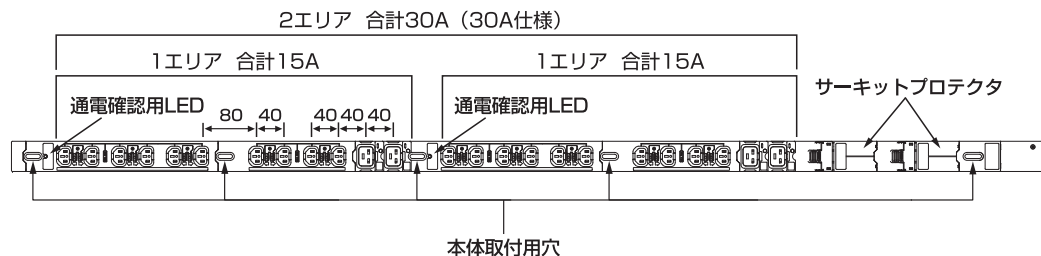 2エリア 合計30A（30A仕様）
1エリア 合計15A
1エリア 合計15A
サーキットプロテクタ
通電確認用LED
通電確認用LED
80
40
40
40
40
本体取付用穴